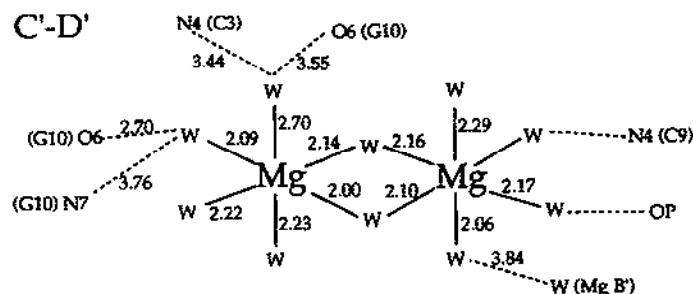 C'-D'
N4 (C3) O6 (G10)
3.44 3.55
W W
(G10) O6 2.70 W 2.70 2.29 W N4 (C9)
2.09 2.14 W 2.16
3.76 Mg Mg
(G10) N7 2.00 2.10 2.17
W 2.22 W W OP
2.23 2.06
W W 3.84
W (Mg B')